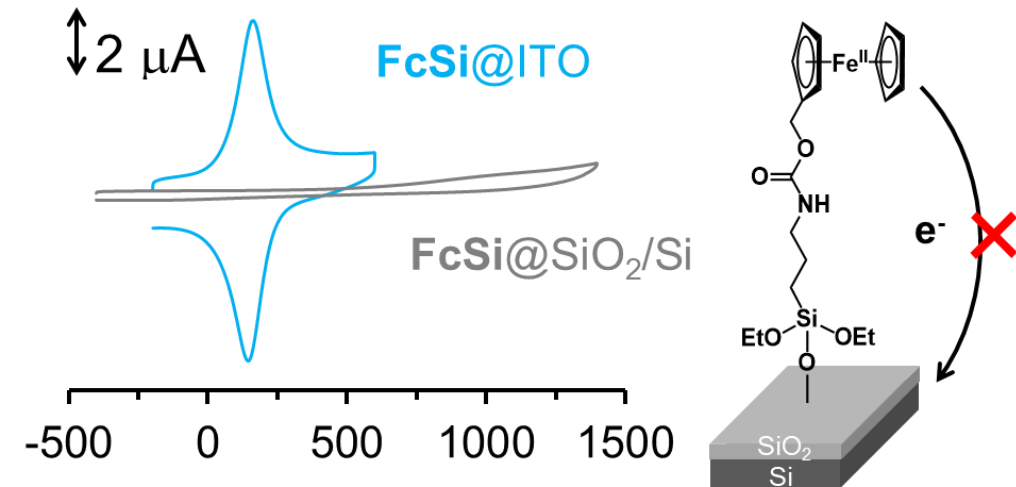 2 μA
FcSi@ITO
FcSi@SiO₂/Si
-500 0 500 1000 1500
Feᴵᴵ
O
O
NH
e⁻
Si
EtO
OEt
O
SiO₂
Si